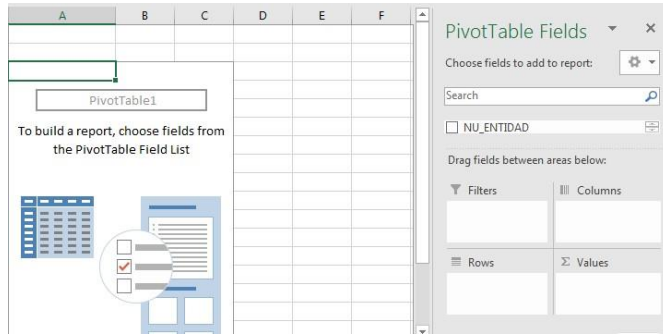 A B C D E F
PivotTable1
To build a report, choose fields from
the PivotTable Field List
PivotTable Fields
Choose fields to add to report:
Search
NU_ENTIDAD
Drag fields between areas below:
Filters
Columns
Rows
Σ Values